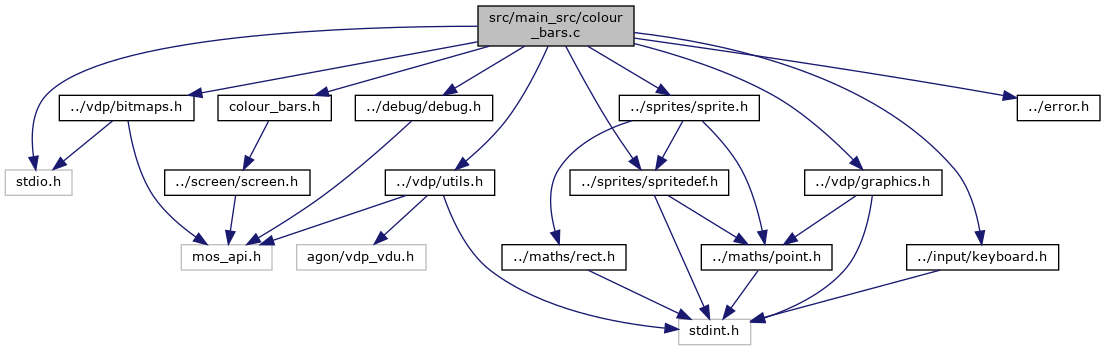 src/main_src/colour
_bars.c
../vdp/bitmaps.h
colour_bars.h
../debug/debug.h
../sprites/sprite.h
../error.h
stdio.h
../screen/screen.h
../vdp/utils.h
../sprites/spritedef.h
../vdp/graphics.h
mos_api.h
agon/vdp_vdu.h
../maths/rect.h
../maths/point.h
../input/keyboard.h
stdint.h